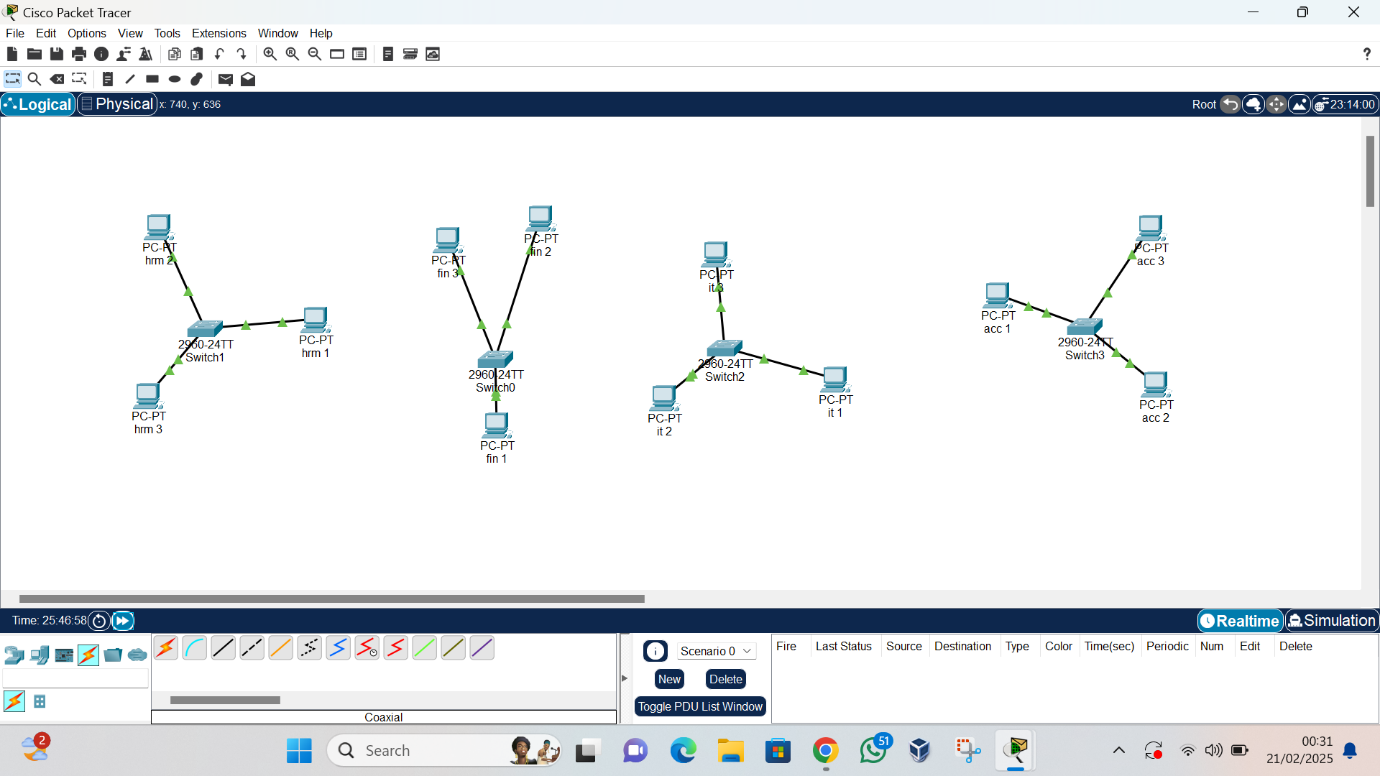 Cisco Packet Tracer
File Edit Options View Tools Extensions Window Help
?
Logical Physical x: 740, y: 636 Root 23:14:00
PC-PT
hrm 2
PC-PT
hrm 1
2960-24TT
Switch1
PC-PT
hrm 3
PC-PT
fin 3
PC-PT
fin 2
2960-24TT
Switch0
PC-PT
fin 1
PC-PT
it 3
2960-24TT
Switch2
PC-PT
it 2
PC-PT
it 1
PC-PT
acc 3
PC-PT
acc 1
2960-24TT
Switch3
PC-PT
acc 2
Time: 25:46:58 Realtime Simulation
Scenario 0
New Delete
Toggle PDU List Window
Fire Last Status Source Destination Type Color Time(sec) Periodic Num Edit Delete
Coaxial
2
Search
51
00:31
21/02/2025